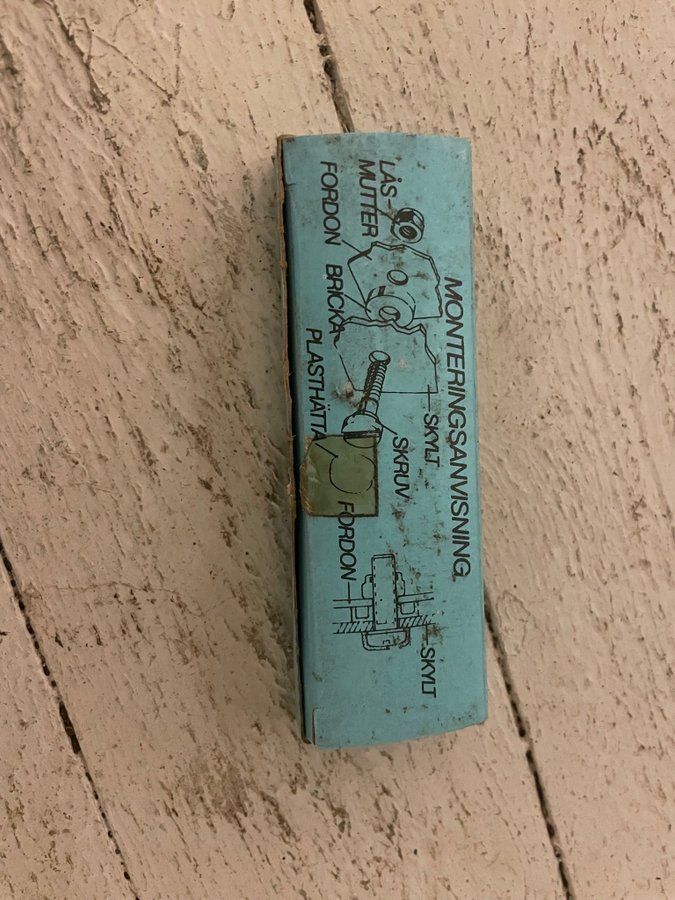 MONTERINGSANVISNING
LÅS-
MUTTER
FORDON
BRICKA
PLASTHÄTTA
SKYLT
SKRUV
FORDON
SKYLT